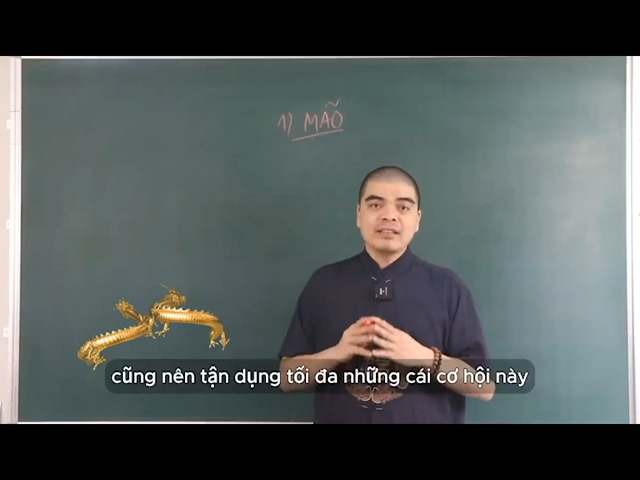 1) MÃO
cũng nên tận dụng tối đa những cái cơ hội này